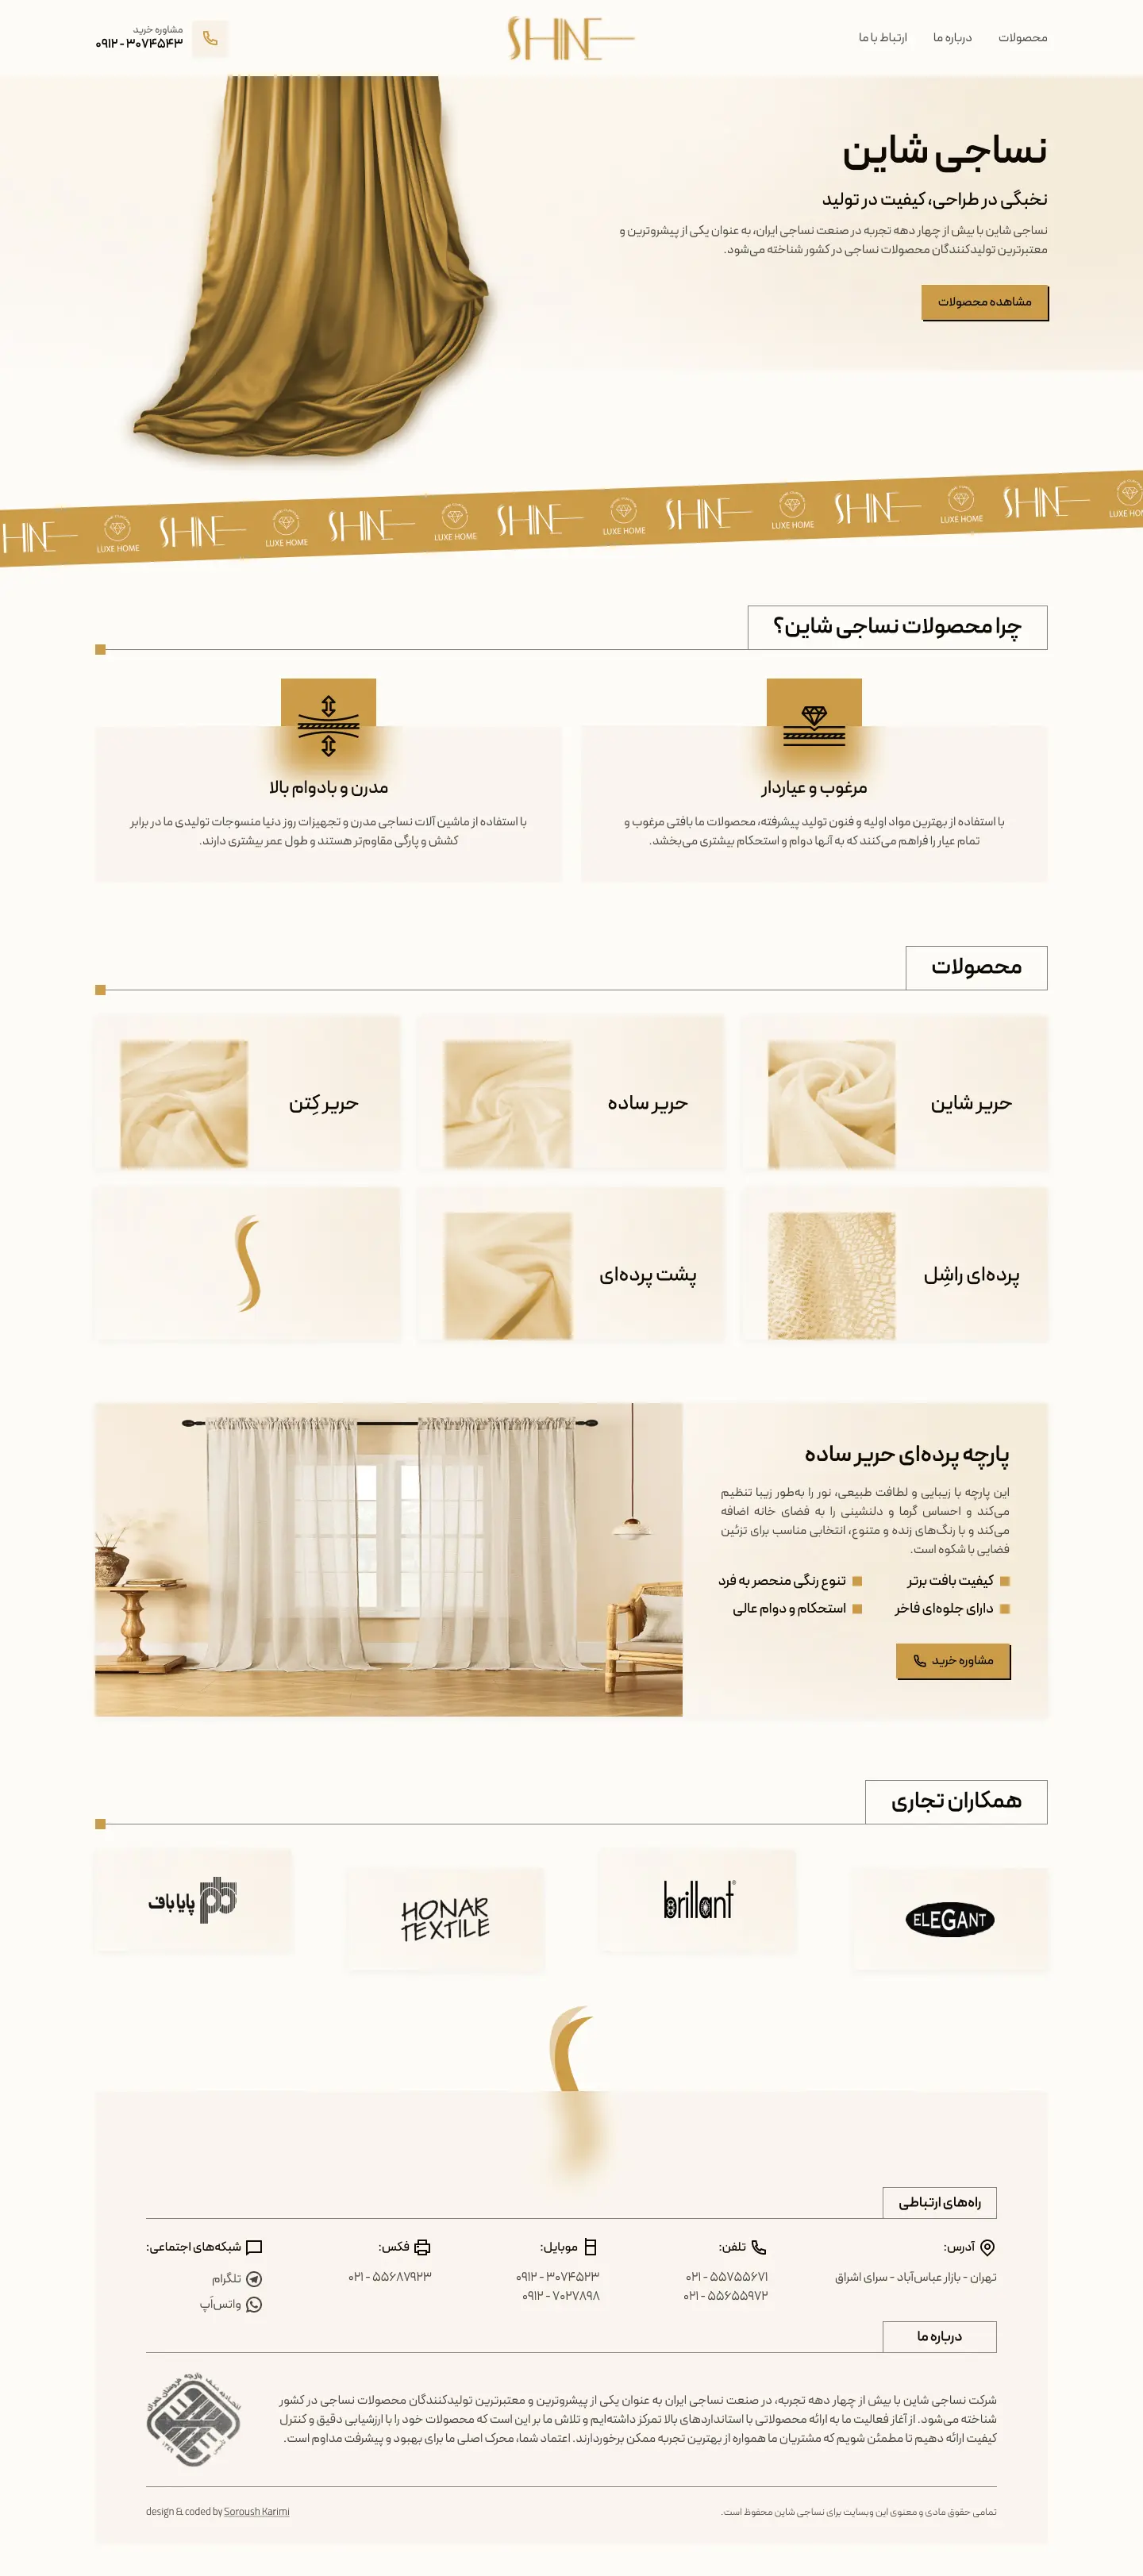 محصولات
درباره ما
ارتباط با ما
SHINE
مشاوره خرید
۰۹۱۲ - ۳۰۷۴۵۴۳
نساجی شاین
نخبگی در طراحی، کیفیت در تولید
نساجی شاین با بیش از چهار دهه تجربه در صنعت نساجی ایران، به عنوان یکی از پیشروترین و
معتبرترین تولیدکنندگان محصولات نساجی در کشور شناخته می‌شود.
مشاهده محصولات
SHINE LUXE HOME SHINE LUXE HOME SHINE LUXE HOME SHINE LUXE HOME SHINE LUXE HOME SHINE LUXE HOME SHINE LUXE HOM
چرا محصولات نساجی شاین؟
مرغوب و عیاردار
با استفاده از بهترین مواد اولیه و فنون تولید پیشرفته، محصولات ما بافتی مرغوب و
تمام عیار را فراهم می‌کنند که به آنها دوام و استحکام بیشتری می‌بخشد.
مدرن و بادوام بالا
با استفاده از ماشین آلات نساجی مدرن و تجهیزات روز دنیا منسوجات تولیدی ما در برابر
کشش و پارگی مقاوم‌تر هستند و طول عمر بیشتری دارند.
محصولات
حریر شاین
حریر ساده
حریر کِتن
پرده‌ای راشِل
پشت پرده‌ای
پارچه پرده‌ای حریر ساده
این پارچه با زیبایی و لطافت طبیعی، نور را به‌طور زیبا تنظیم
می‌کند و احساس گرما و دلنشینی را به فضای خانه اضافه
می‌کند و با رنگ‌های زنده و متنوع، انتخابی مناسب برای تزئین
فضایی با شکوه است.
کیفیت بافت برتر
تنوع رنگی منحصر به فرد
دارای جلوه‌ای فاخر
استحکام و دوام عالی
مشاوره خرید
همکاران تجاری
ELEGANT
brillant®
HONAR
TEXTILE
پایا باف
راه‌های ارتباطی
آدرس:
تهران - بازار عباس‌آباد - سرای اشراق
تلفن:
۰۲۱ - ۵۵۷۵۵۶۷۱
۰۲۱ - ۵۵۶۵۵۹۷۲
موبایل:
۰۹۱۲ - ۳۰۷۴۵۲۳
۰۹۱۲ - ۷۰۲۷۸۹۸
فکس:
۰۲۱ - ۵۵۶۸۷۹۲۳
شبکه‌های اجتماعی:
تلگرام
واتس‌آپ
درباره ما
شرکت نساجی شاین با بیش از چهار دهه تجربه، در صنعت نساجی ایران به عنوان یکی از پیشروترین و معتبرترین تولیدکنندگان محصولات نساجی در کشور
شناخته می‌شود. از آغاز فعالیت ما به ارائه محصولاتی با استانداردهای بالا تمرکز داشته‌ایم و تلاش ما بر این است که محصولات خود را با ارزشیابی دقیق و کنترل
کیفیت ارائه دهیم تا مطمئن شویم که مشتریان ما همواره از بهترین تجربه ممکن برخوردارند. اعتماد شما، محرک اصلی ما برای بهبود و پیشرفت مداوم است.
تمامی حقوق مادی و معنوی این وبسایت برای نساجی شاین محفوظ است.
design & coded by Soroush Karimi